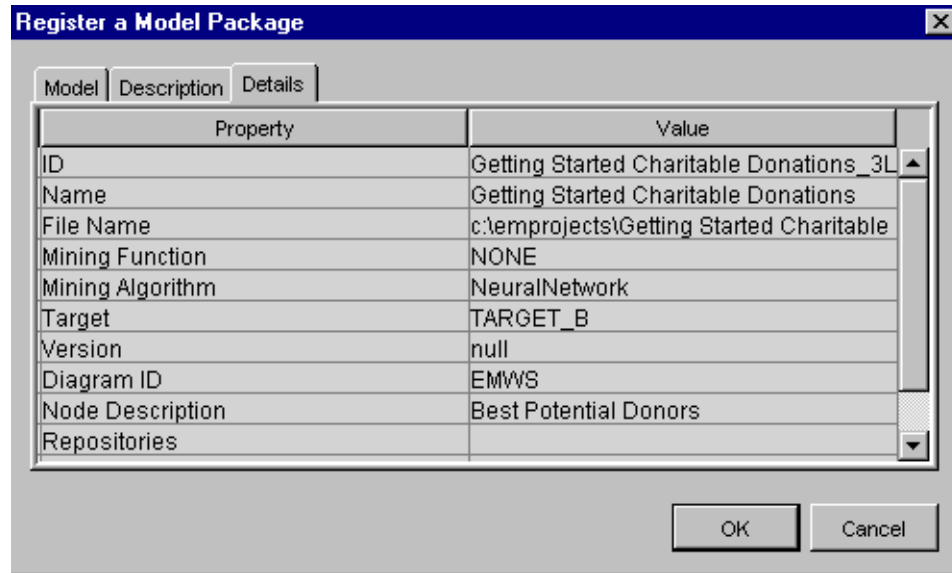 Register a Model Package
Model Description Details
Property Value
ID Getting Started Charitable Donations_3L
Name Getting Started Charitable Donations
File Name c:\emprojects\Getting Started Charitable
Mining Function NONE
Mining Algorithm NeuralNetwork
Target TARGET_B
Version null
Diagram ID EMWS
Node Description Best Potential Donors
Repositories
OK Cancel